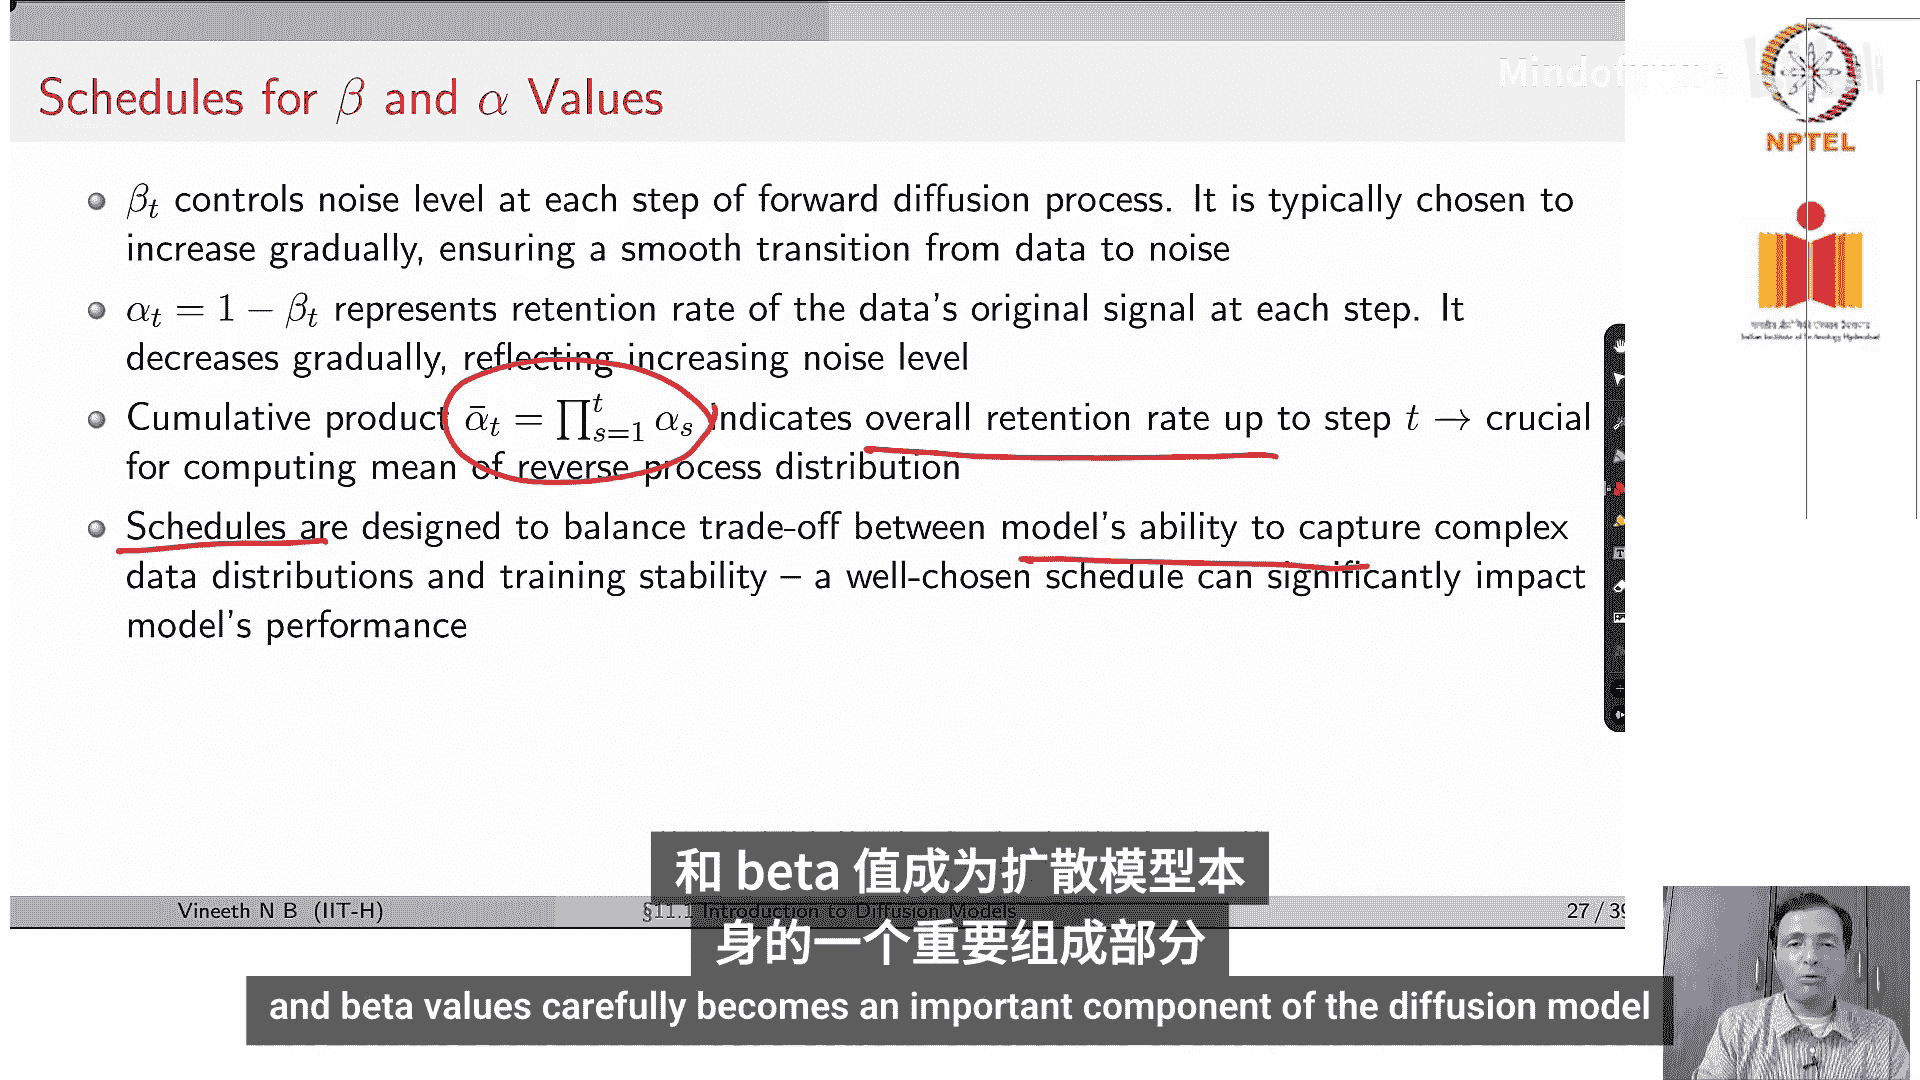 Schedules for β and α Values
βₜ controls noise level at each step of forward diffusion process. It is typically chosen to
increase gradually, ensuring a smooth transition from data to noise
αₜ = 1 − βₜ represents retention rate of the data's original signal at each step. It
decreases gradually, reflecting increasing noise level
Cumulative product ᾱₜ = ∏ᵗₛ₌₁ αₛ indicates overall retention rate up to step t → crucial
for computing mean of reverse process distribution
Schedules are designed to balance trade-off between model's ability to capture complex
data distributions and training stability – a well-chosen schedule can significantly impact
model's performance
NPTEL
和 beta 值成为扩散模型本
Vineeth N B (IIT-H)
§11.1 Introduction to Diffusion Models
27 / 39
身的一个重要组成部分
and beta values carefully becomes an important component of the diffusion model